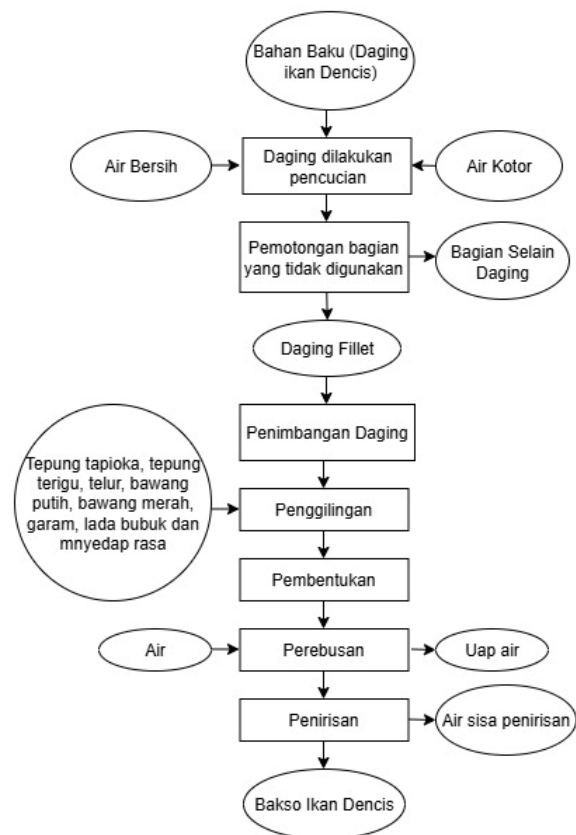 Bahan Baku (Daging
ikan Dencis)
Air Bersih
Daging dilakukan
pencucian
Air Kotor
Pemotongan bagian
yang tidak digunakan
Bagian Selain
Daging
Daging Fillet
Penimbangan Daging
Tepung tapioka, tepung
terigu, telur, bawang
putih, bawang merah,
garam, lada bubuk dan
mnyedap rasa
Penggilingan
Pembentukan
Air
Perebusan
Uap air
Penirisan
Air sisa penirisan
Bakso Ikan Dencis